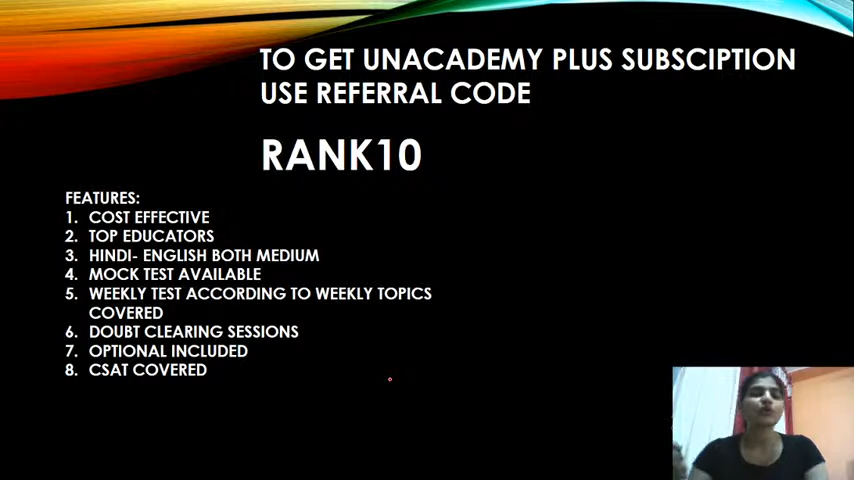 TO GET UNACADEMY PLUS SUBSCIPTION
USE REFERRAL CODE
RANK10
FEATURES:
1. COST EFFECTIVE
2. TOP EDUCATORS
3. HINDI- ENGLISH BOTH MEDIUM
4. MOCK TEST AVAILABLE
5. WEEKLY TEST ACCORDING TO WEEKLY TOPICS
COVERED
6. DOUBT CLEARING SESSIONS
7. OPTIONAL INCLUDED
8. CSAT COVERED